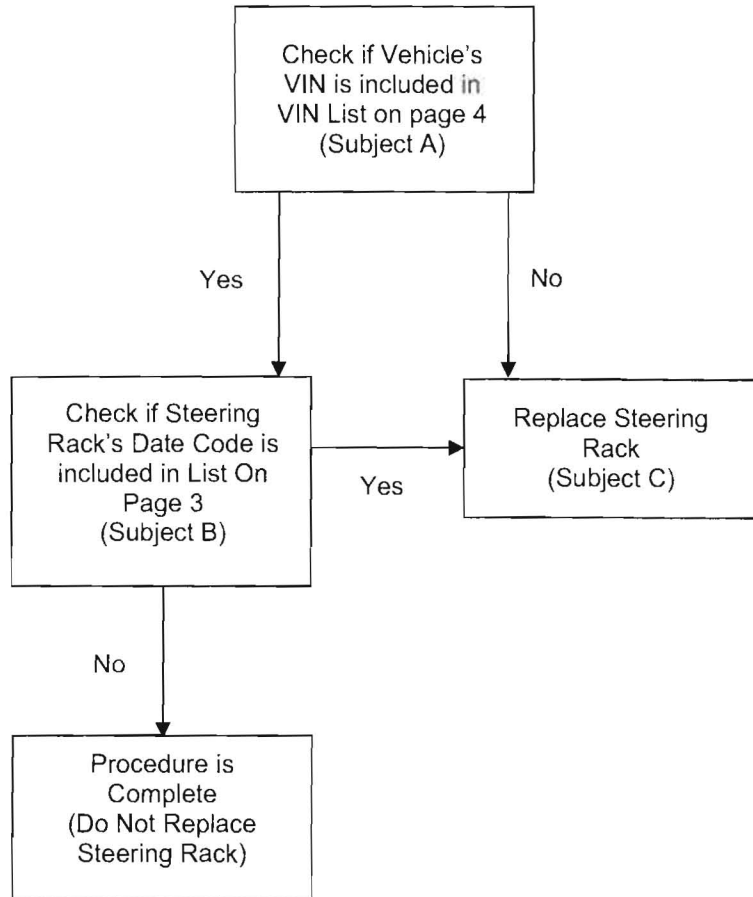 Check if Vehicle's
VIN is included in
VIN List on page 4
(Subject A)
Yes
No
Check if Steering
Rack's Date Code is
included in List On
Page 3
(Subject B)
Yes
Replace Steering
Rack
(Subject C)
No
Procedure is
Complete
(Do Not Replace
Steering Rack)